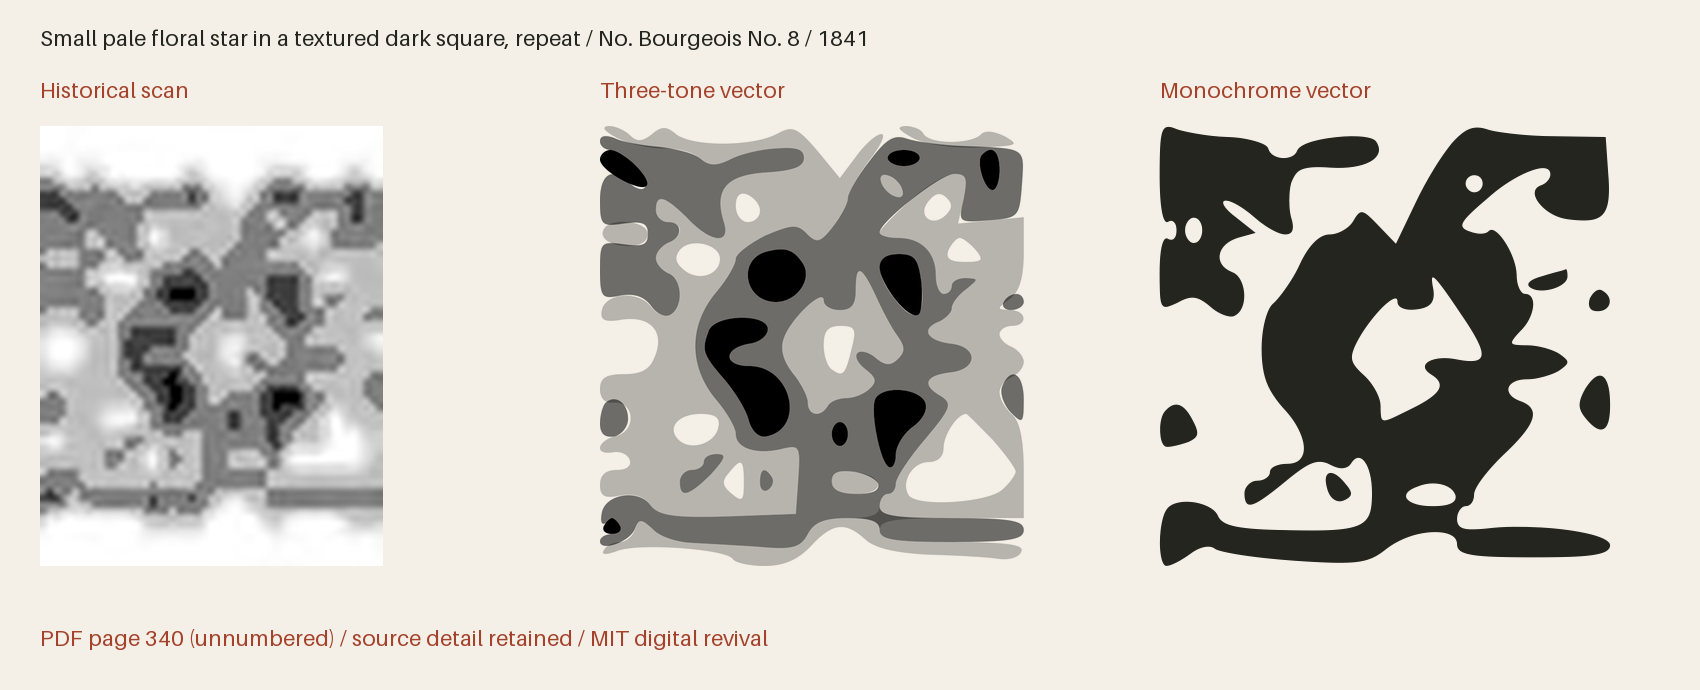 Small pale floral star in a textured dark square, repeat / No. Bourgeois No. 8 / 1841
Historical scan
Three-tone vector
Monochrome vector
PDF page 340 (unnumbered) / source detail retained / MIT digital revival